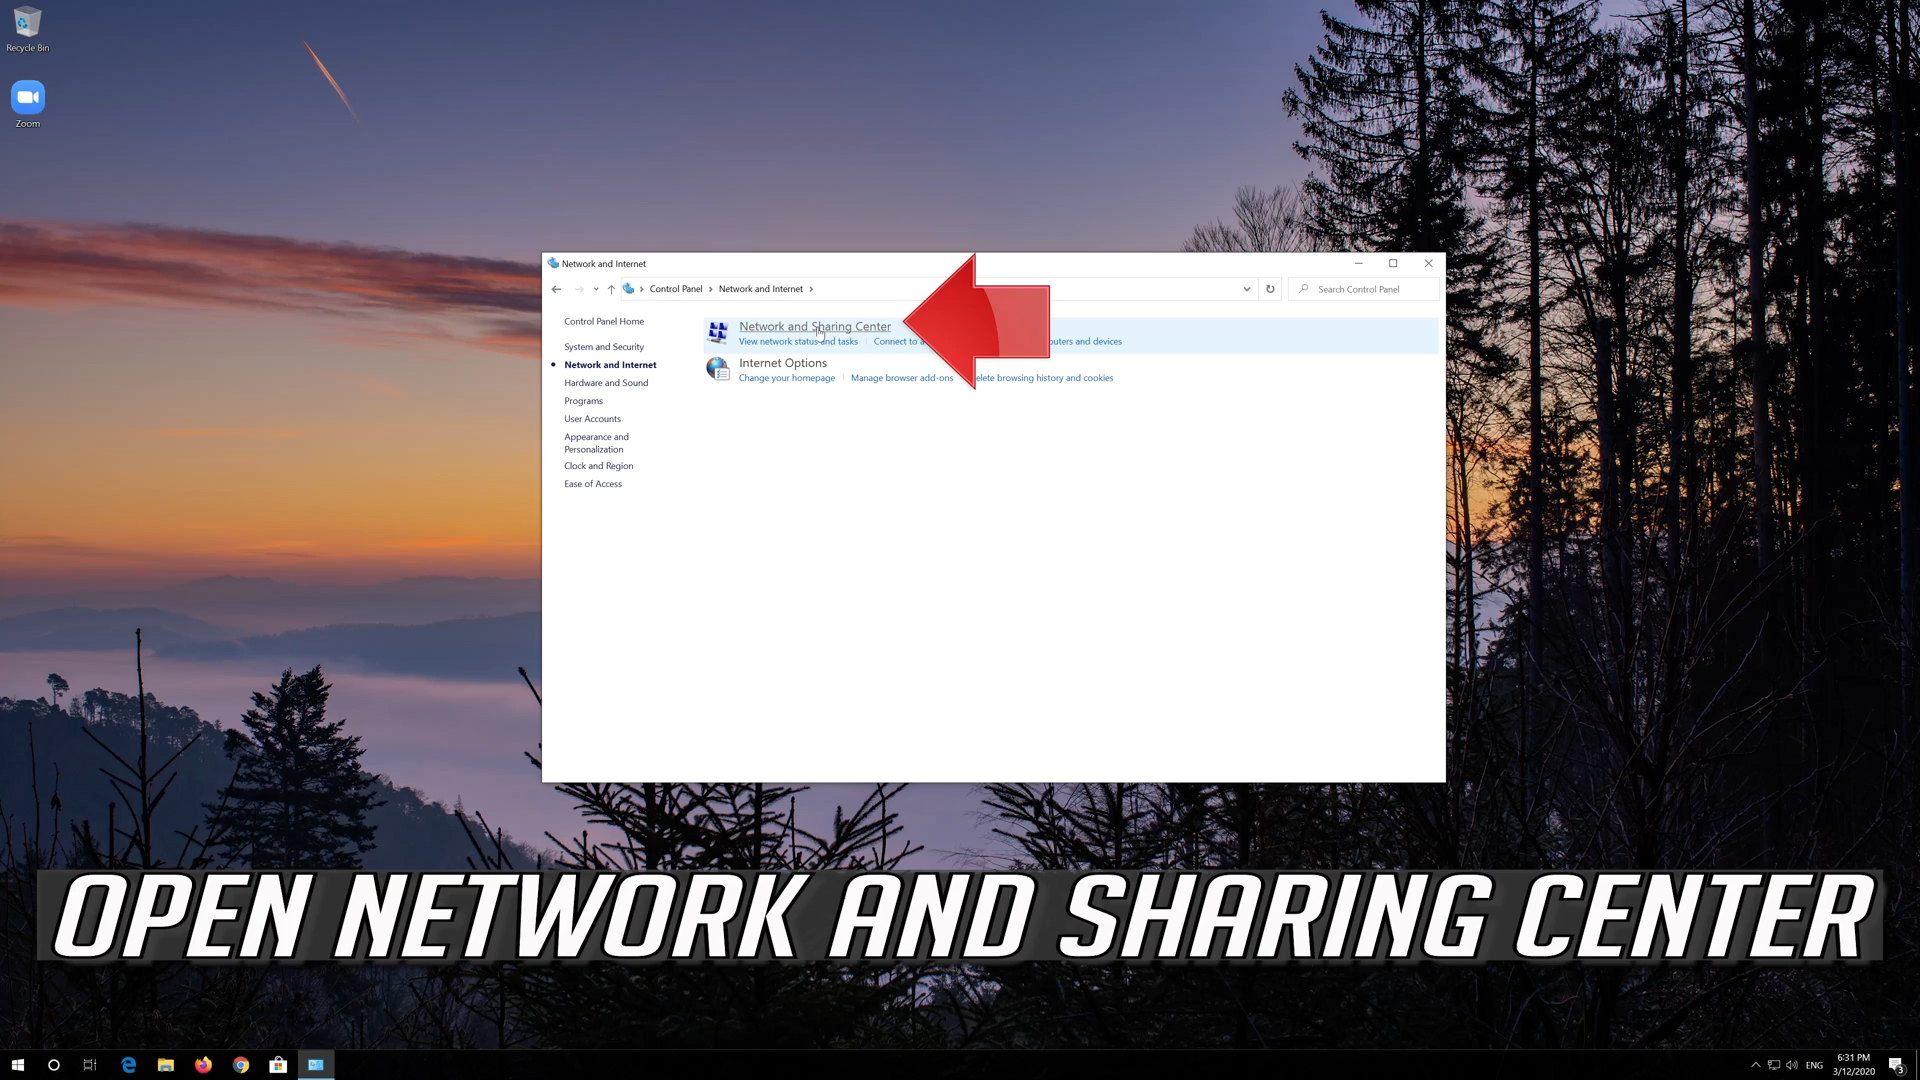 Recycle Bin
Zoom
Network and Internet
Control Panel
Network and Internet
Search Control Panel
Control Panel Home
System and Security
Network and Internet
Hardware and Sound
Programs
User Accounts
Appearance and
Personalization
Clock and Region
Ease of Access
Network and Sharing Center
View network status and tasks
Connect to a
and devices
Internet Options
Change your homepage
Manage browser add-ons
browsing history and cookies
OPEN NETWORK AND SHARING CENTER
ENG
6:31 PM
3/12/2020
3